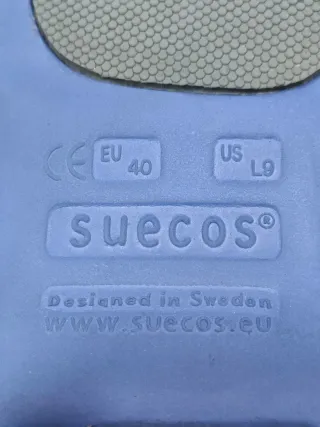 CE EU 40 US L9
suecos®
Designed in Sweden
www.suecos.eu